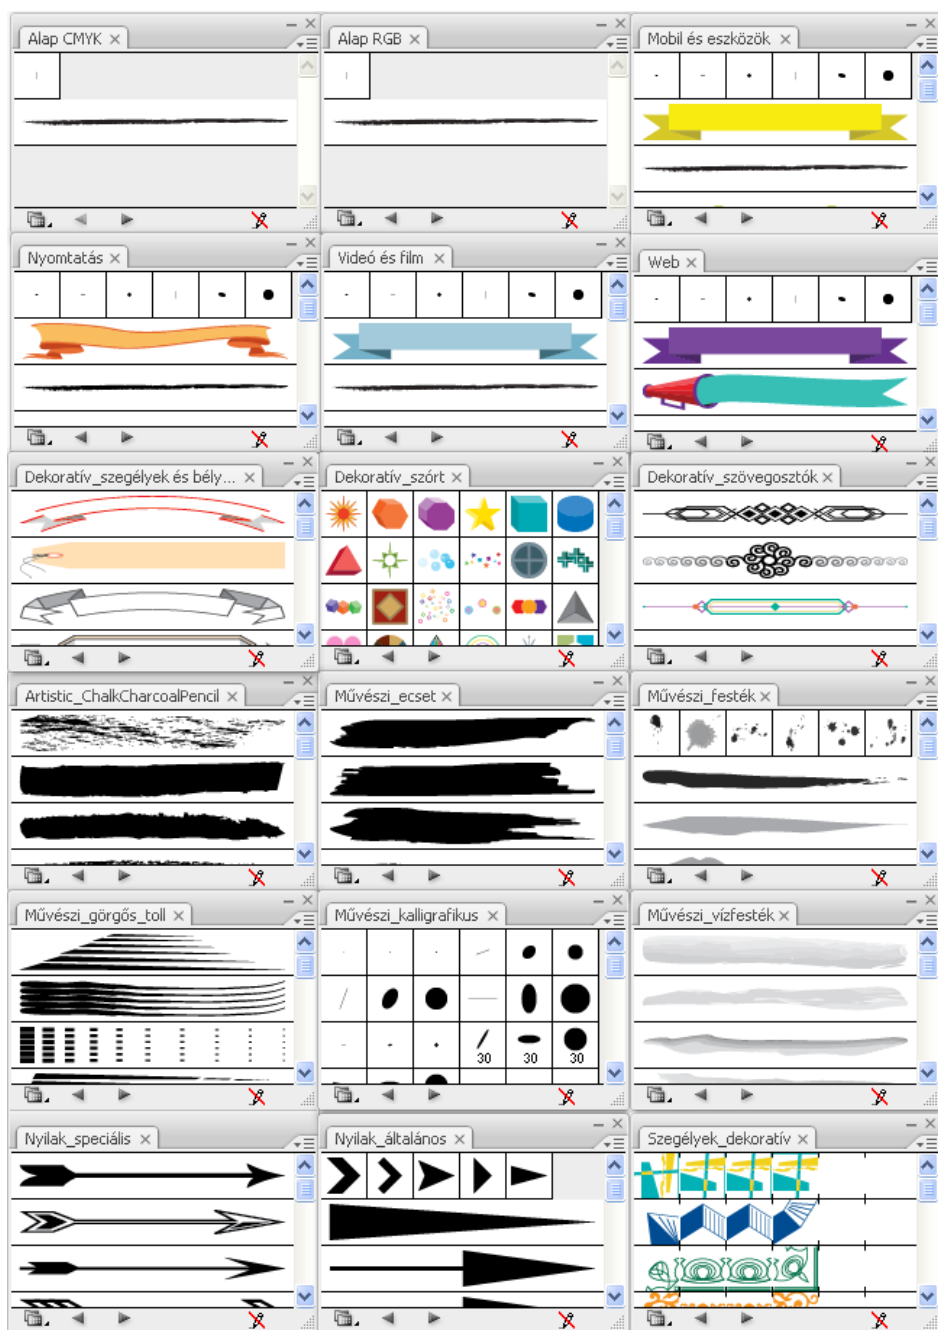 Alap CMYK
Alap RGB
Mobil és eszközök
Nyomtatás
Videó és film
Web
Dekoratív_szegélyek és bély...
Dekoratív_szórt
Dekoratív_szövegosztók
Artistic_ChalkCharcoalPencil
Művészi_ecset
Művészi_festék
Művészi_görgős_toll
Művészi_kalligrafikus
Művészi_vízfesték
30 30 30
Nyilak_speciális
Nyilak_általános
Szegélyek_dekoratív